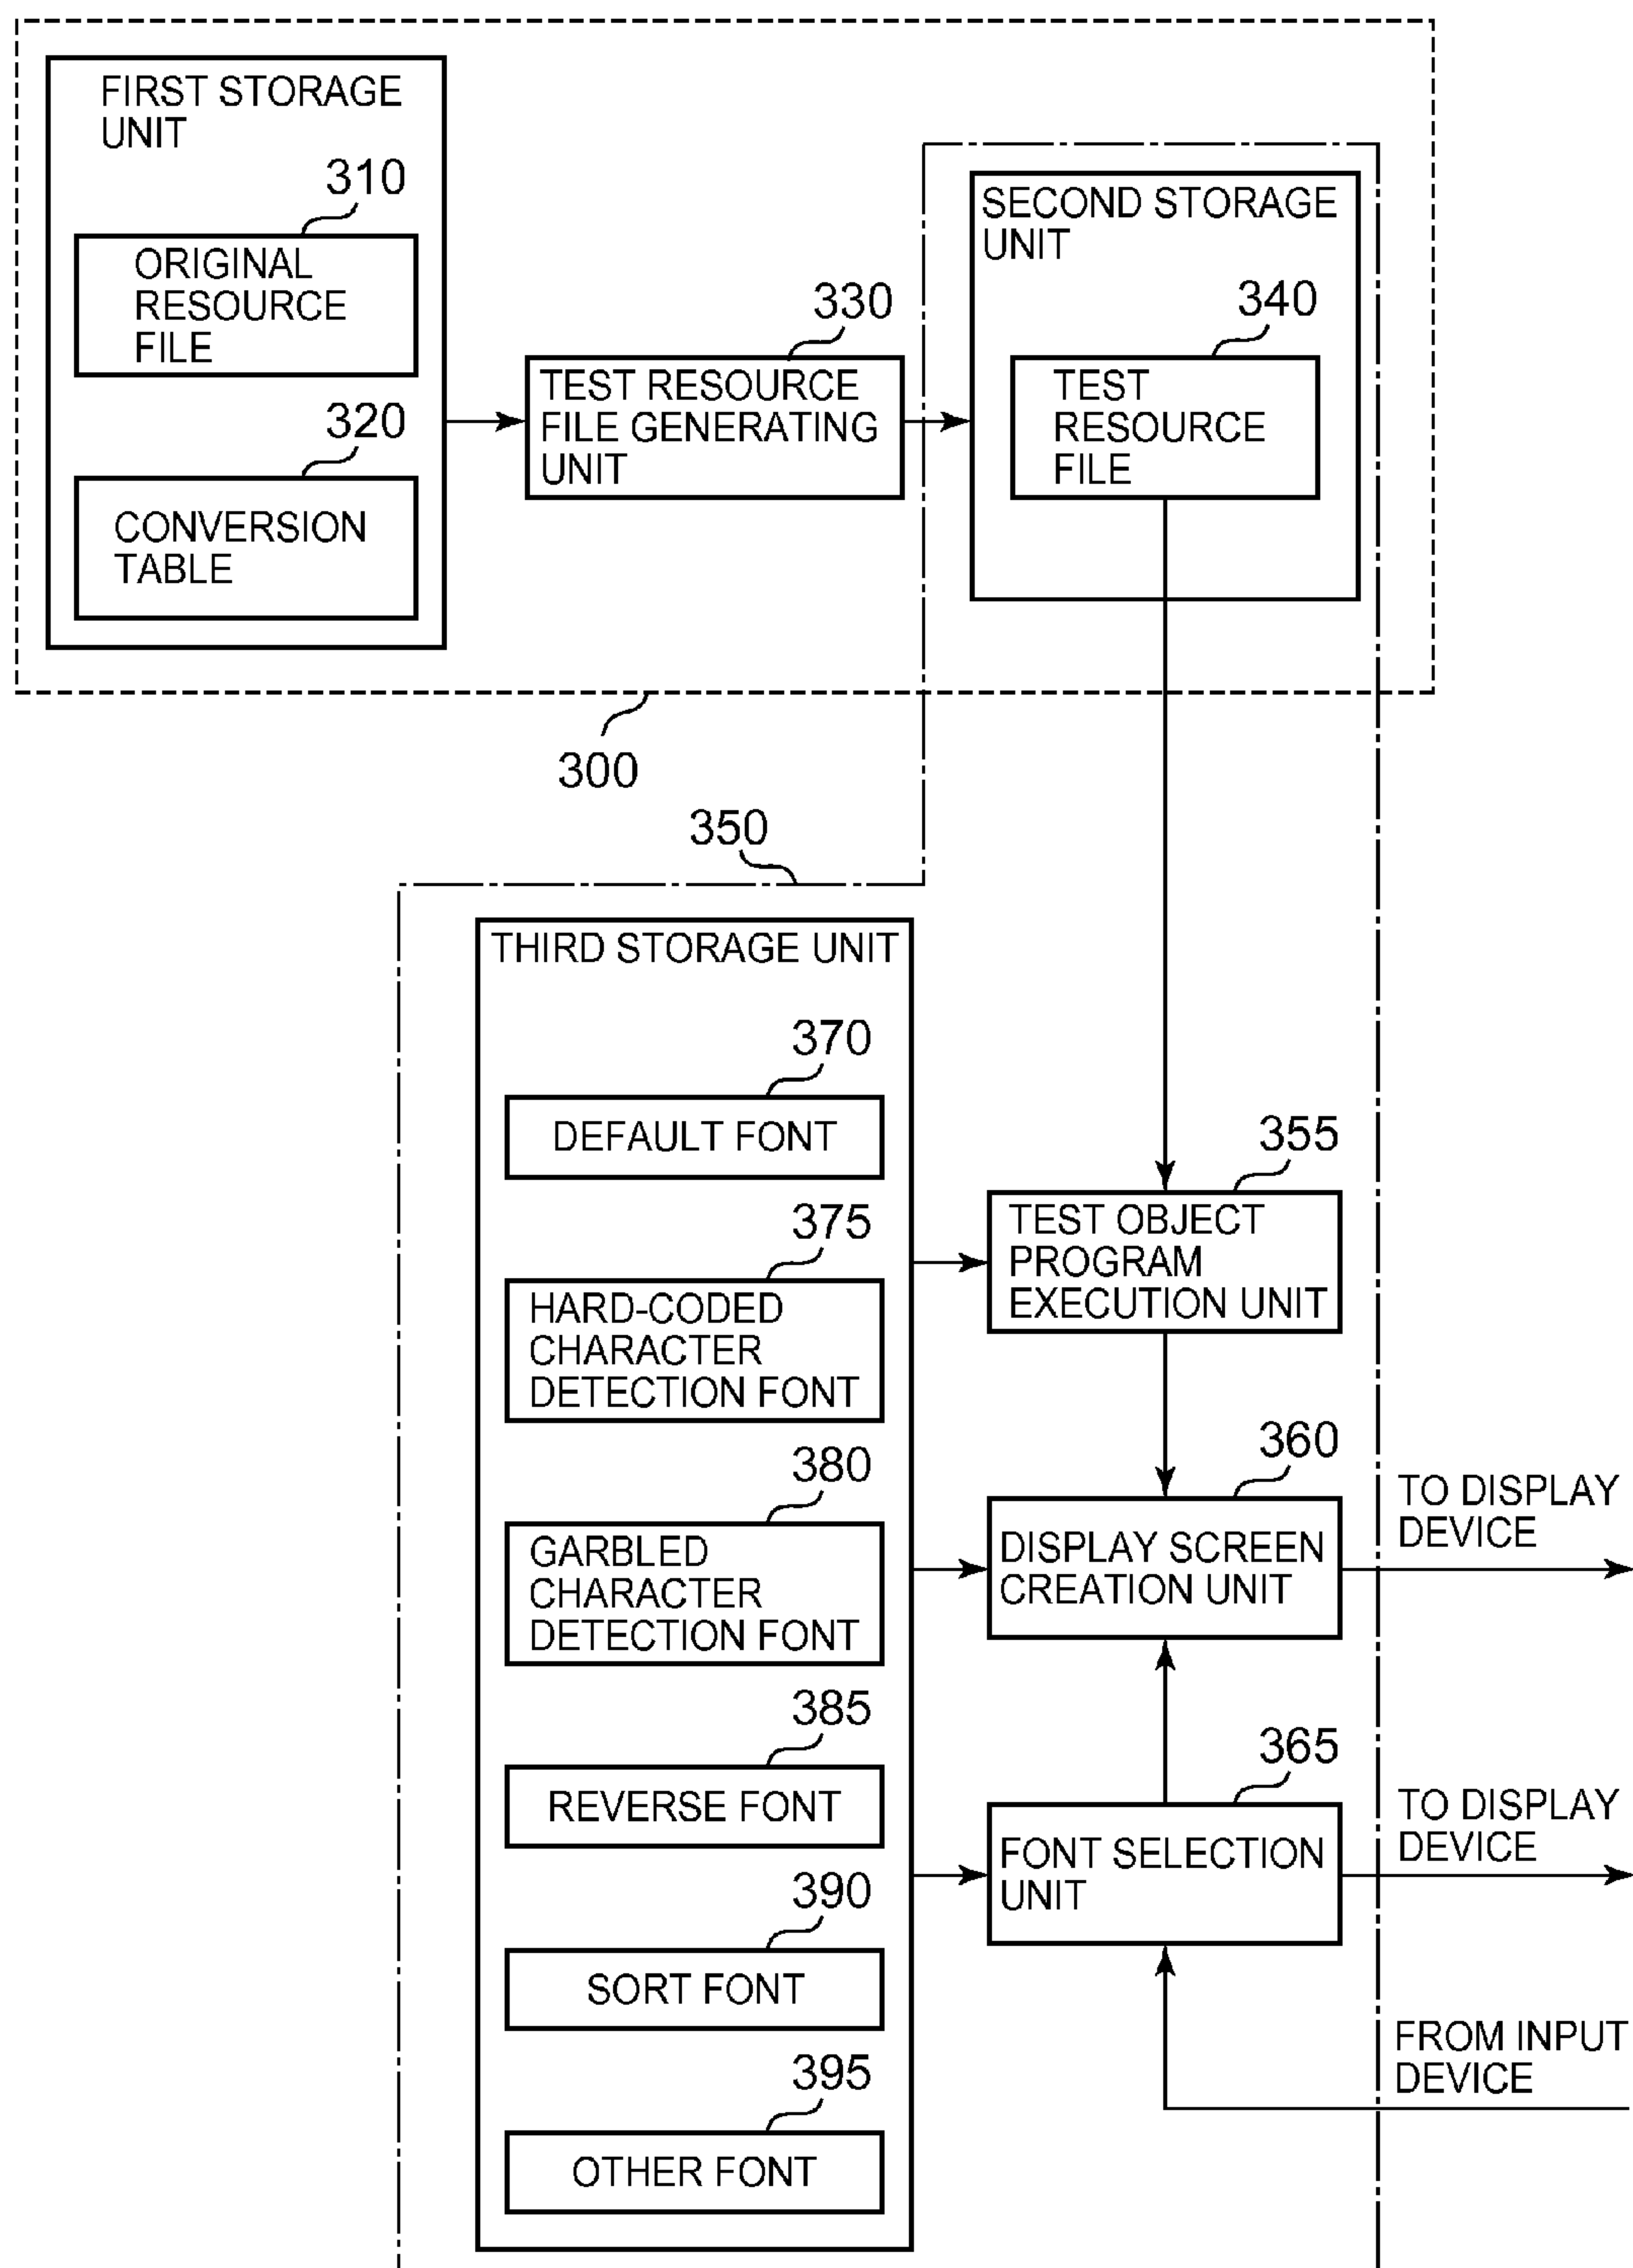 FIRST STORAGE
UNIT
310
ORIGINAL
RESOURCE
FILE
320
CONVERSION
TABLE
330
TEST RESOURCE
FILE GENERATING
UNIT
SECOND STORAGE
UNIT
340
TEST
RESOURCE
FILE
300
350
THIRD STORAGE UNIT
370
DEFAULT FONT
375
HARD-CODED
CHARACTER
DETECTION FONT
380
GARBLED
CHARACTER
DETECTION FONT
385
REVERSE FONT
390
SORT FONT
395
OTHER FONT
355
TEST OBJECT
PROGRAM
EXECUTION UNIT
360
DISPLAY SCREEN
CREATION UNIT
TO DISPLAY
DEVICE
365
FONT SELECTION
UNIT
TO DISPLAY
DEVICE
FROM INPUT
DEVICE